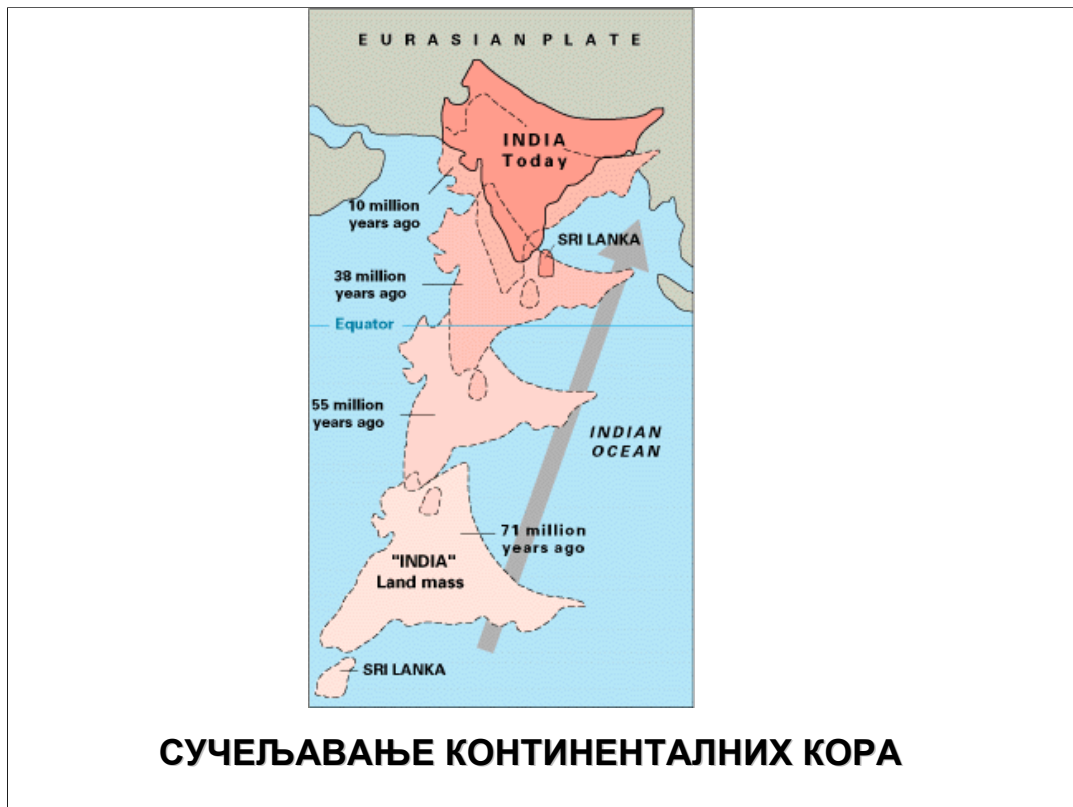 EURASIAN PLATE
INDIA
Today
10 million
years ago
SRI LANKA
38 million
years ago
Equator
55 million
years ago
INDIAN
OCEAN
71 million
years ago
"INDIA"
Land mass
SRI LANKA
СУЧЕЉАВАЊЕ КОНТИНЕНТАЛНИХ КОРА